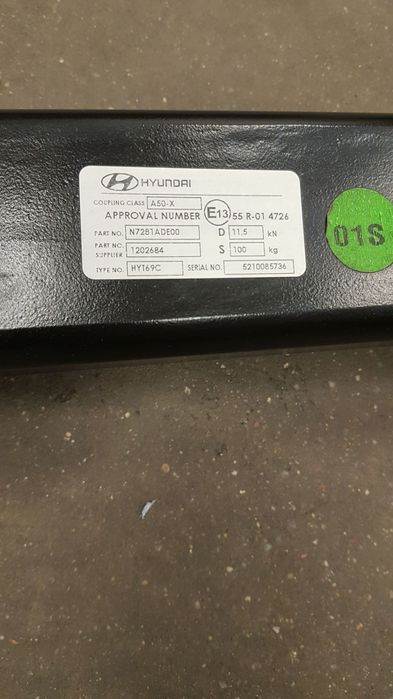 HYUNDAI
COUPLING CLASS A50-X
APPROVAL NUMBER E13 55 R-01 4726
PART NO. N7281ADE00 D 11,5 kN
PART NO. SUPPLIER 1202684 S 100 kg
TYPE NO. HYT69C SERIAL NO. 5210085736
01S